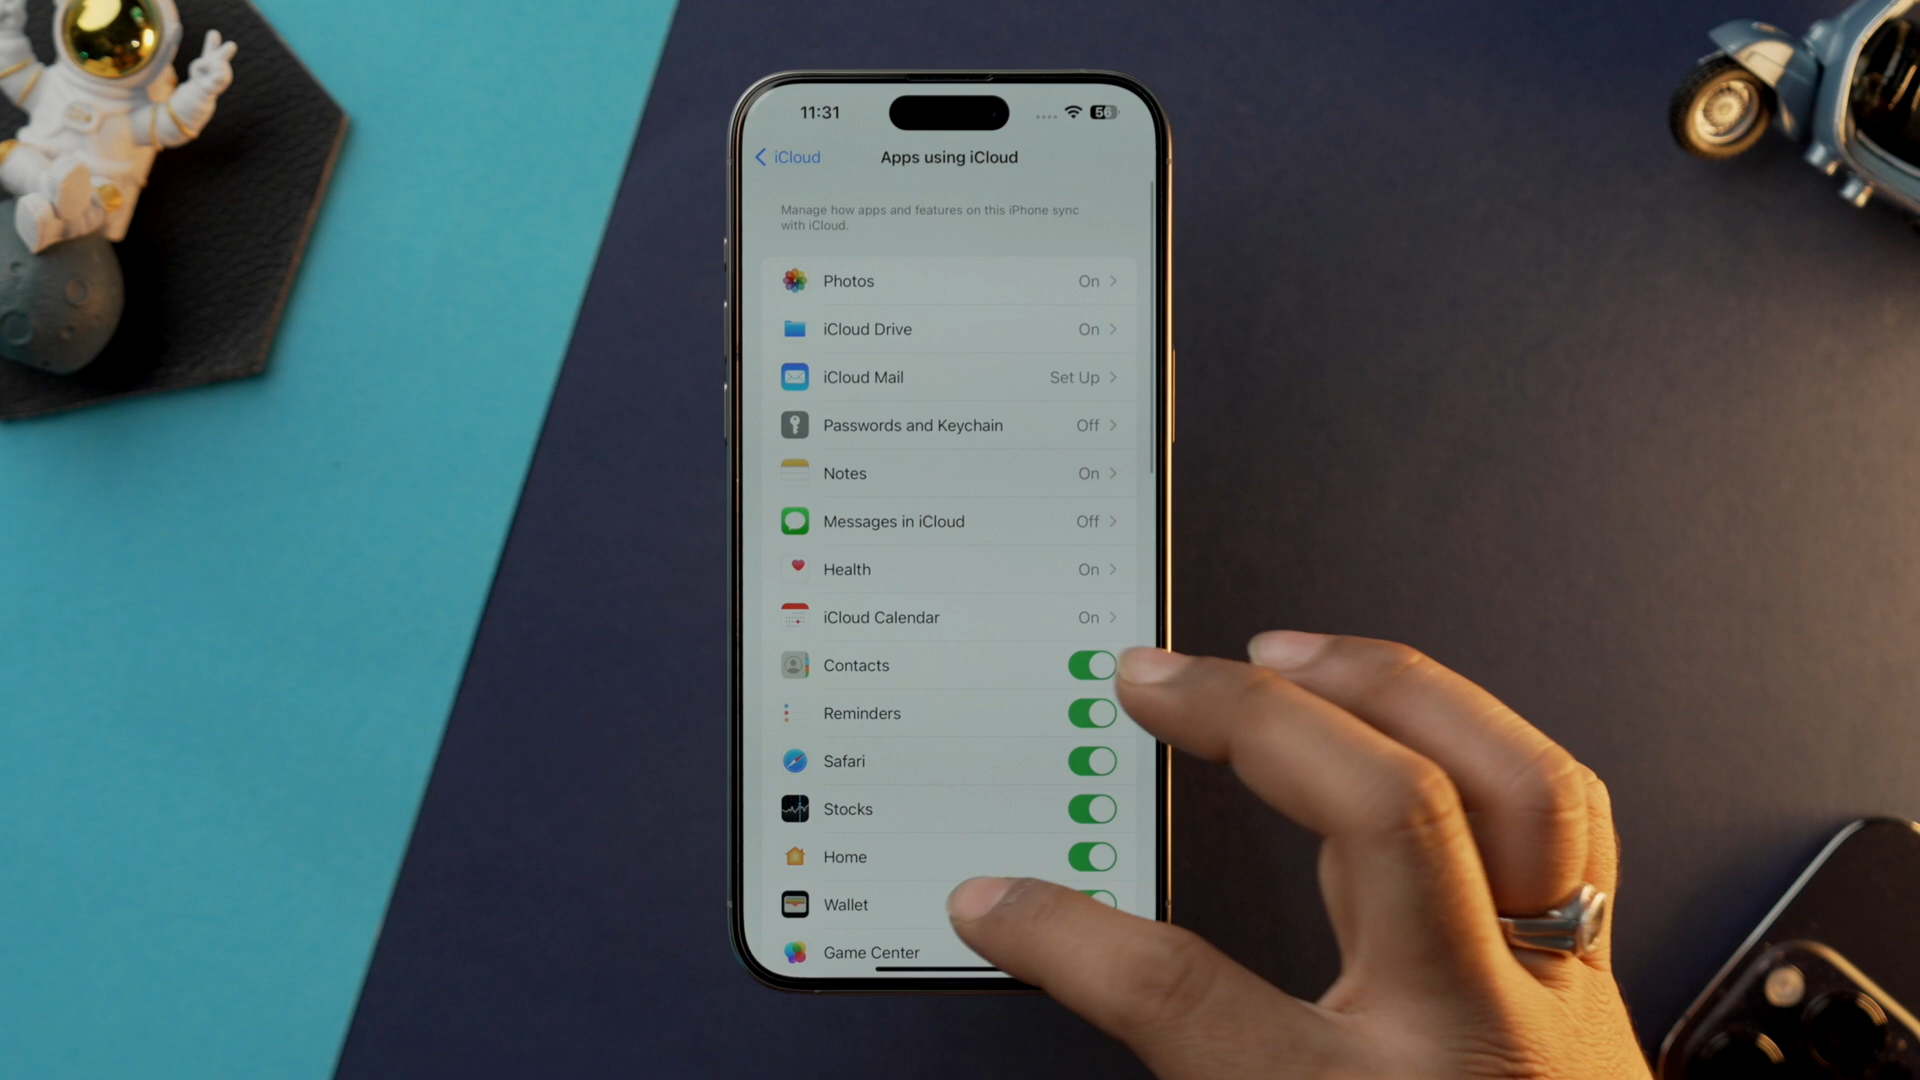 11:31
56
iCloud
Apps using iCloud
Manage how apps and features on this iPhone sync
with iCloud.
Photos On
iCloud Drive On
iCloud Mail Set Up
Passwords and Keychain Off
Notes On
Messages in iCloud Off
Health On
iCloud Calendar On
Contacts
Reminders
Safari
Stocks
Home
Wallet
Game Center